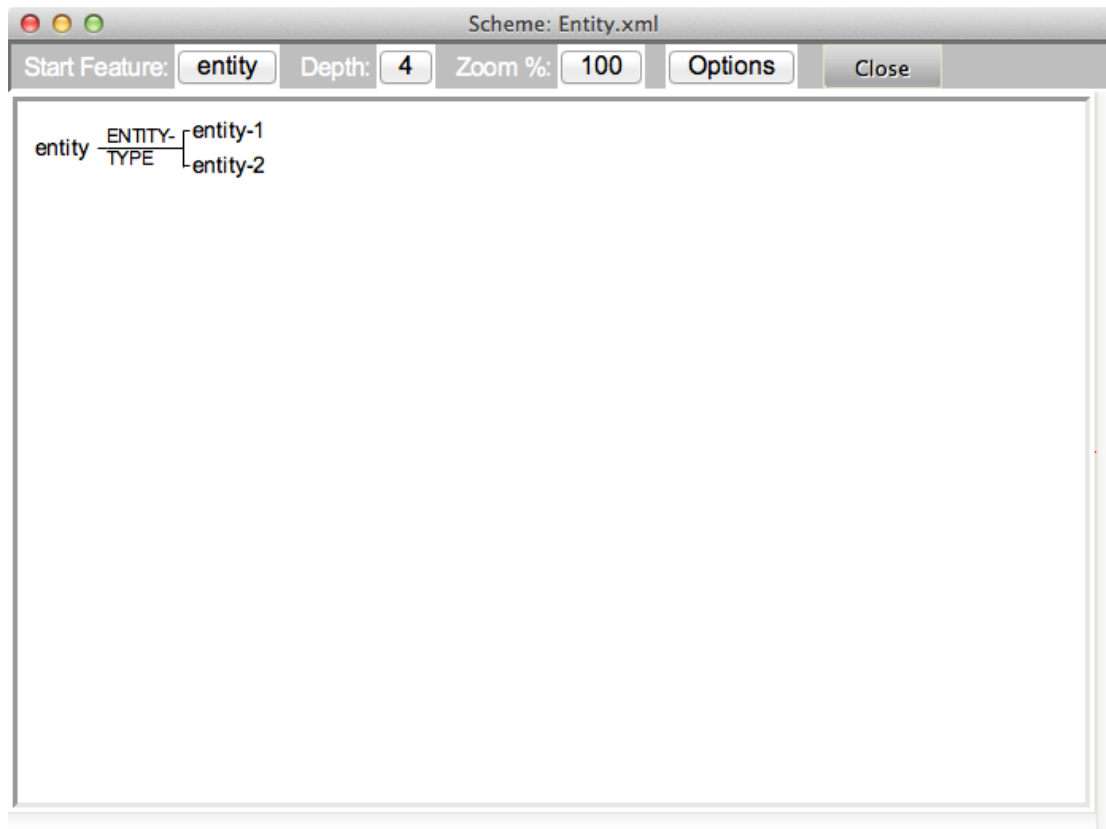 Scheme: Entity.xml
Start Feature: entity Depth: 4 Zoom %: 100 Options Close
entity ENTITY-TYPE entity-1
entity-2